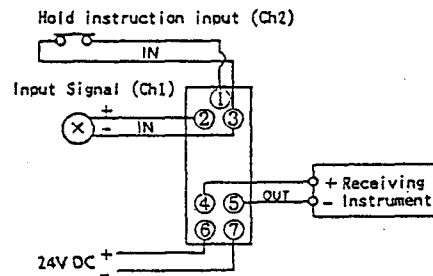 Hold instruction input (Ch2)
IN
Input Signal (Ch1)
+
- IN
1
2 3
4 5
6 7
OUT
+ Receiving
- Instrument
24V DC +
-